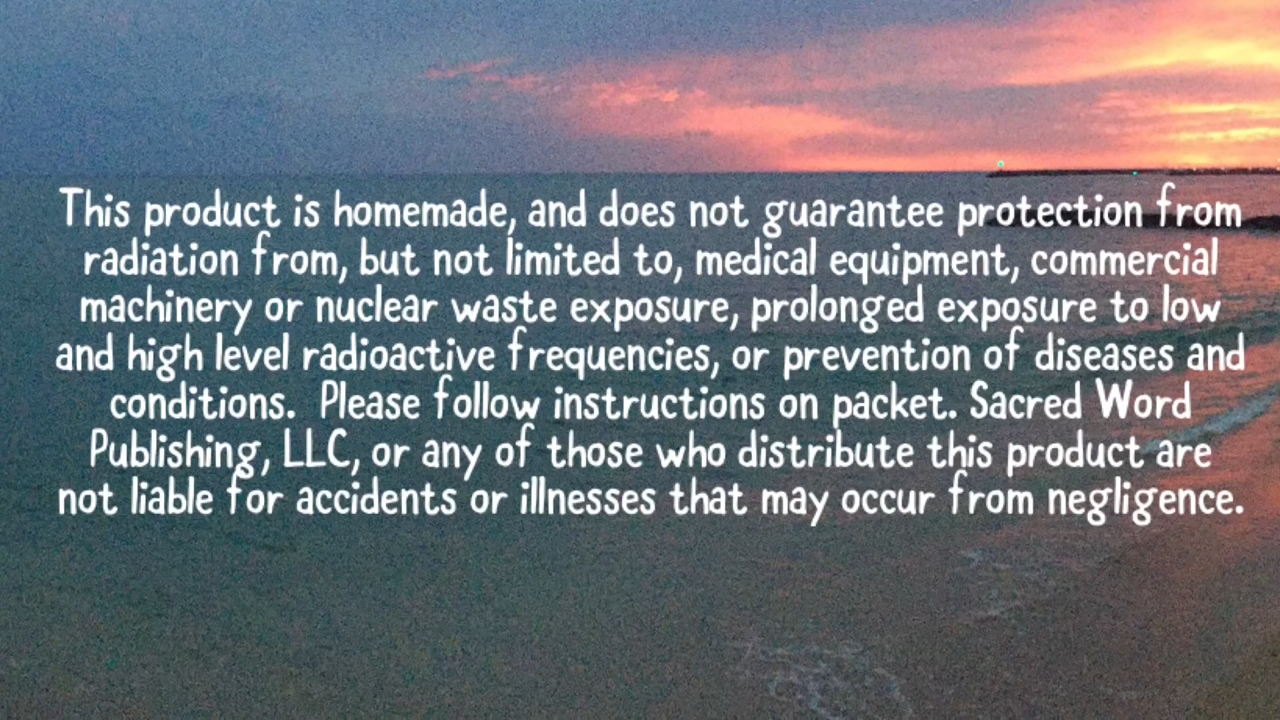 This product is homemade, and does not guarantee protection from
radiation from, but not limited to, medical equipment, commercial
machinery or nuclear waste exposure, prolonged exposure to low
and high level radioactive frequencies, or prevention of diseases and
conditions.  Please follow instructions on packet. Sacred Word
Publishing, LLC, or any of those who distribute this product are
not liable for accidents or illnesses that may occur from negligence.